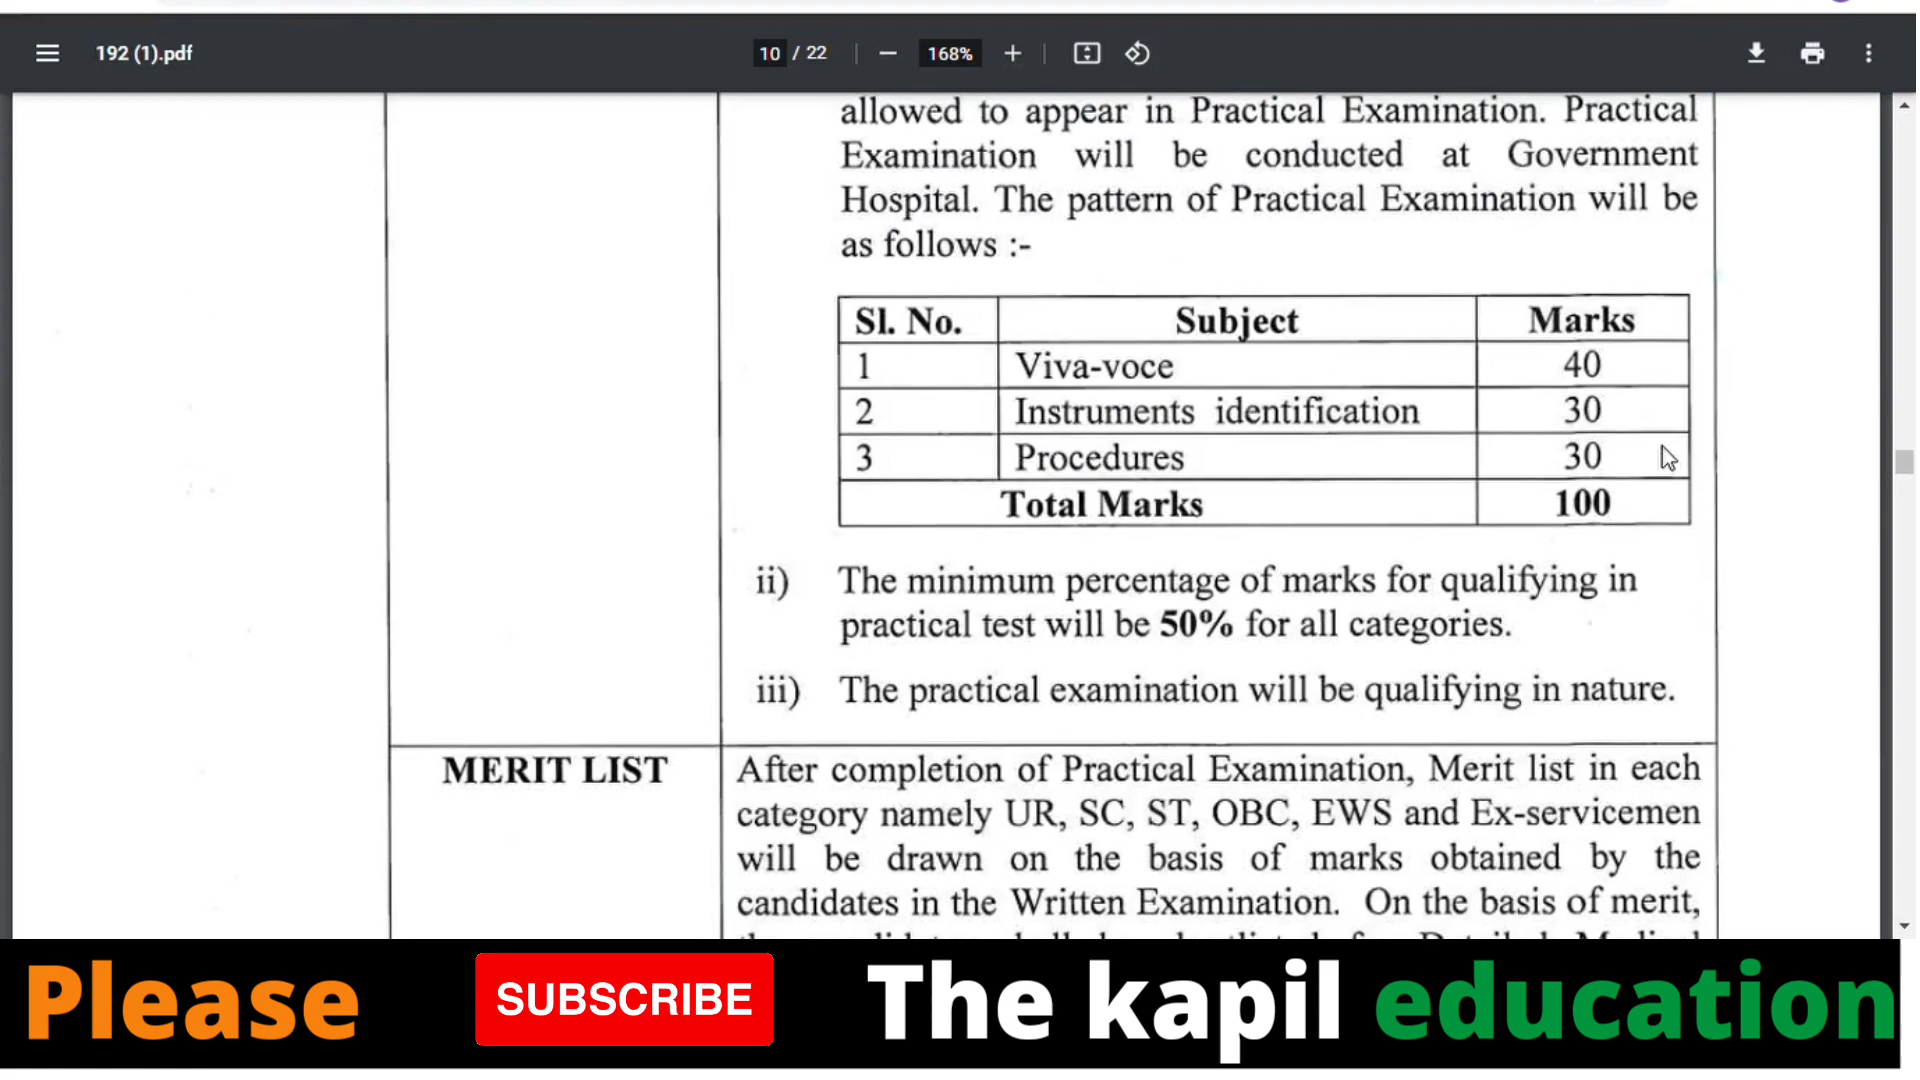 192 (1).pdf
10 / 22
168%
allowed to appear in Practical Examination. Practical
Examination will be conducted at Government
Hospital. The pattern of Practical Examination will be
as follows :-
Sl. No. Subject Marks
1 Viva-voce 40
2 Instruments identification 30
3 Procedures 30
Total Marks 100
ii) The minimum percentage of marks for qualifying in
practical test will be 50% for all categories.
iii) The practical examination will be qualifying in nature.
MERIT LIST
After completion of Practical Examination, Merit list in each
category namely UR, SC, ST, OBC, EWS and Ex-servicemen
will be drawn on the basis of marks obtained by the
candidates in the Written Examination. On the basis of merit,
Please SUBSCRIBE The kapil education